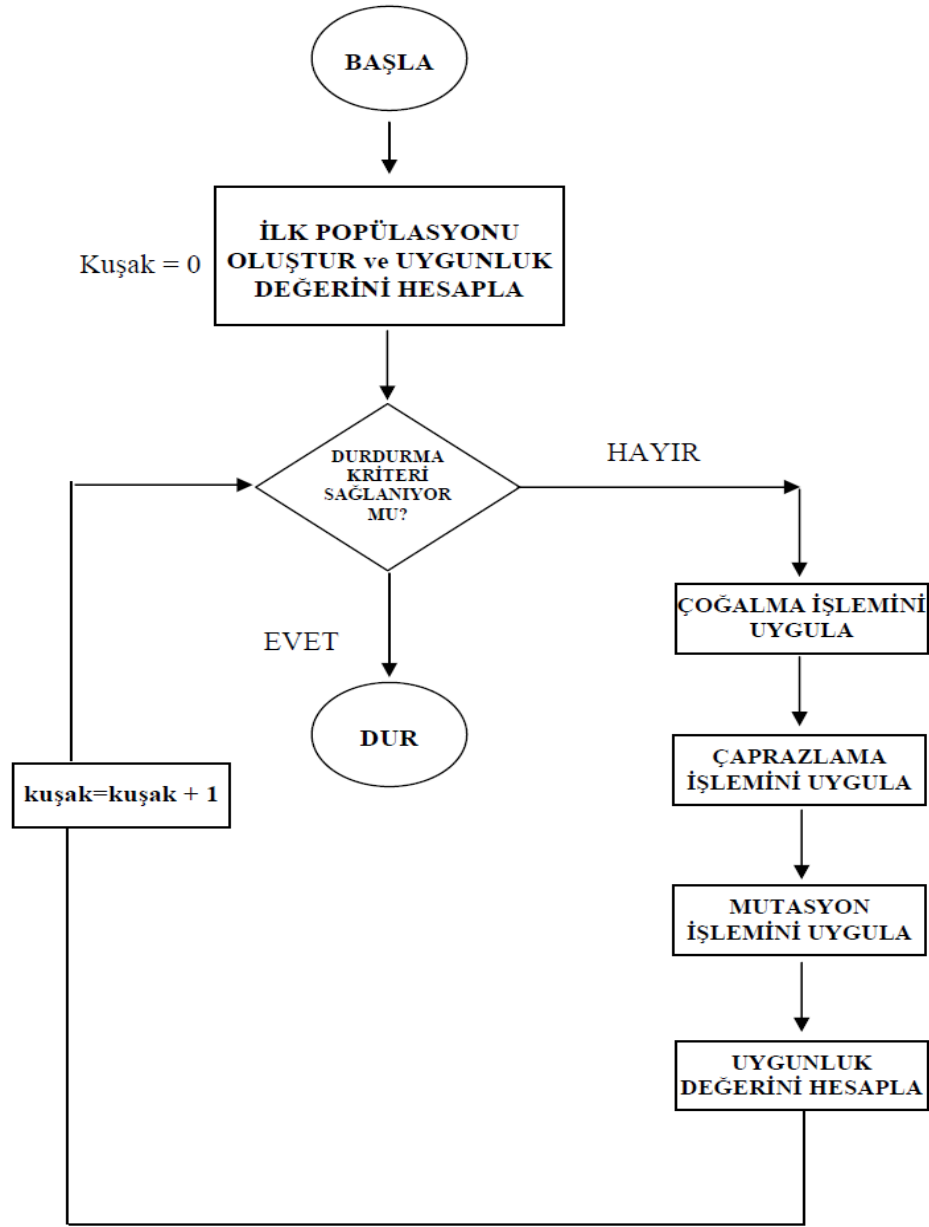 BAŞLA
Kuşak = 0
İLK POPÜLASYONU
OLUŞTUR ve UYGUNLUK
DEĞERİNİ HESAPLA
DURDURMA
KRİTERİ
SAĞLANIYOR
MU?
HAYIR
EVET
ÇOĞALMA İŞLEMİNİ
UYGULA
DUR
ÇAPRAZLAMA
İŞLEMİNİ UYGULA
kuşak=kuşak + 1
MUTASYON
İŞLEMİNİ UYGULA
UYGUNLUK
DEĞERİNİ HESAPLA